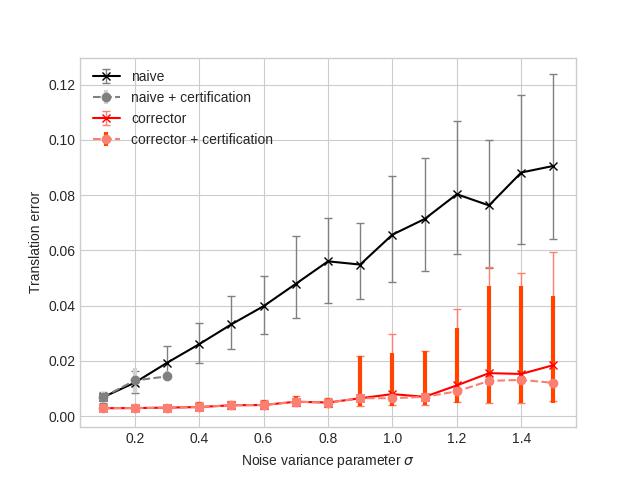 naive
naive + certification
corrector
corrector + certification
0.12
0.10
0.08
0.06
0.04
0.02
0.00
Translation error
0.2 0.4 0.6 0.8 1.0 1.2 1.4
Noise variance parameter σ